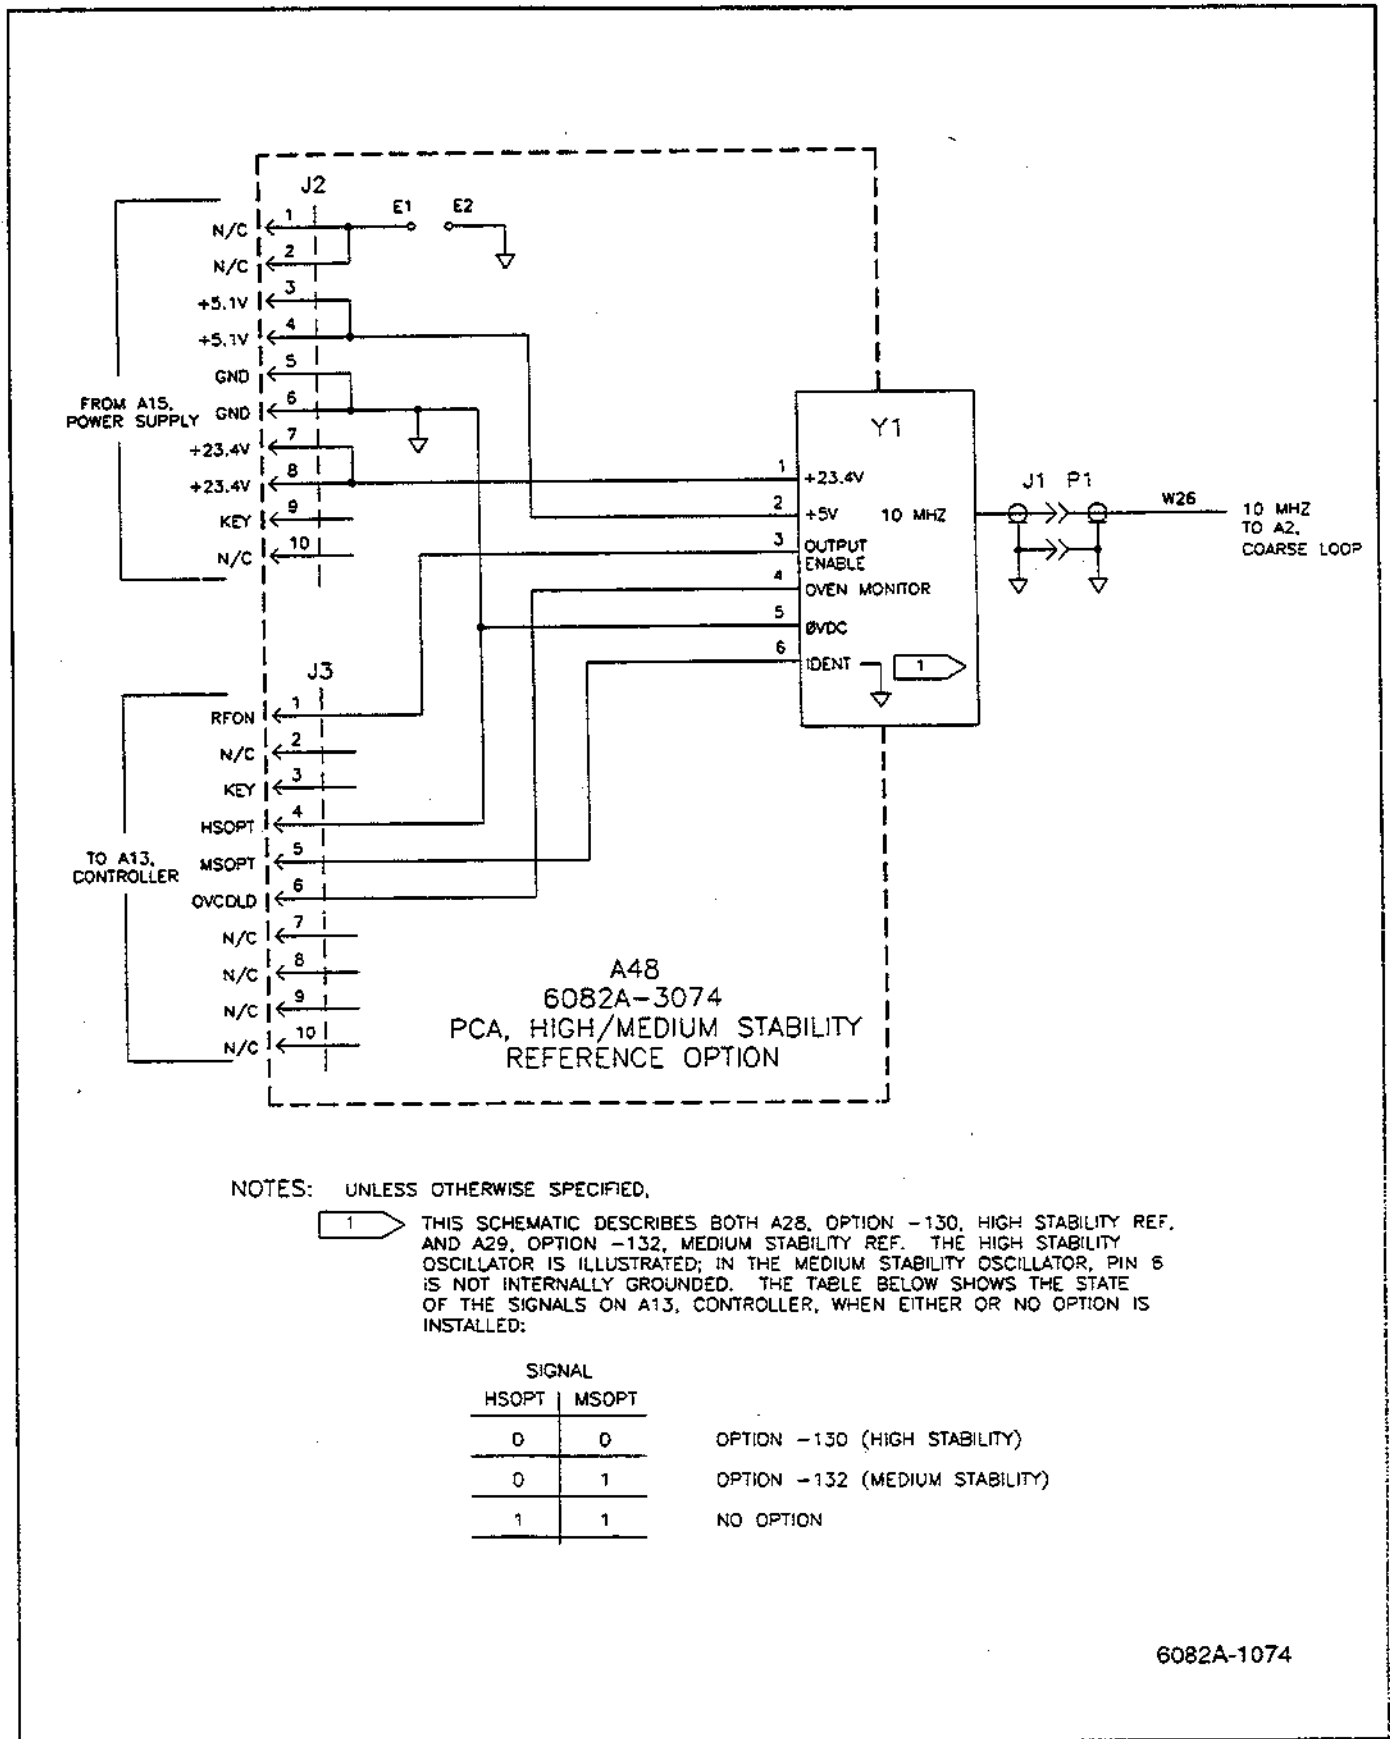 J2
E1 E2
N/C 1
N/C 2
+5.1V 3
+5.1V 4
GND 5
GND 6
+23.4V 7
+23.4V 8
KEY 9
N/C 10
FROM A15,
POWER SUPPLY
Y1
1 +23.4V
2 +5V 10 MHZ
3 OUTPUT
ENABLE
4 OVEN MONITOR
5 ØVDC
6 IDENT 1
J1 P1
W26
10 MHZ
TO A2,
COARSE LOOP
J3
RFON 1
N/C 2
KEY 3
HSOPT 4
MSOPT 5
OVCOLD 6
N/C 7
N/C 8
N/C 9
N/C 10
TO A13,
CONTROLLER
A48
6082A-3074
PCA, HIGH/MEDIUM STABILITY
REFERENCE OPTION
NOTES: UNLESS OTHERWISE SPECIFIED,
1 THIS SCHEMATIC DESCRIBES BOTH A28, OPTION -130, HIGH STABILITY REF.
AND A29, OPTION -132, MEDIUM STABILITY REF. THE HIGH STABILITY
OSCILLATOR IS ILLUSTRATED; IN THE MEDIUM STABILITY OSCILLATOR, PIN 6
IS NOT INTERNALLY GROUNDED. THE TABLE BELOW SHOWS THE STATE
OF THE SIGNALS ON A13, CONTROLLER, WHEN EITHER OR NO OPTION IS
INSTALLED:
SIGNAL
HSOPT MSOPT
0 0 OPTION -130 (HIGH STABILITY)
0 1 OPTION -132 (MEDIUM STABILITY)
1 1 NO OPTION
6082A-1074